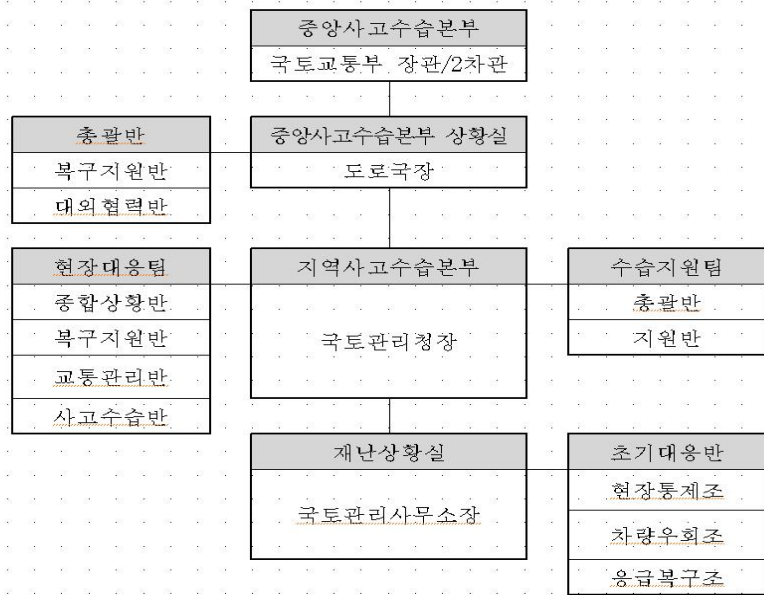 중앙사고수습본부
국토교통부 장관/2차관
총괄반
복구지원반
대외협력반
중앙사고수습본부 상황실
도로국장
현장대응팀
종합상황반
복구지원반
교통관리반
사고수습반
지역사고수습본부
국토관리청장
수습지원팀
총괄반
지원반
재난상황실
국토관리사무소장
초기대응반
현장통제조
차량우회조
응급복구조